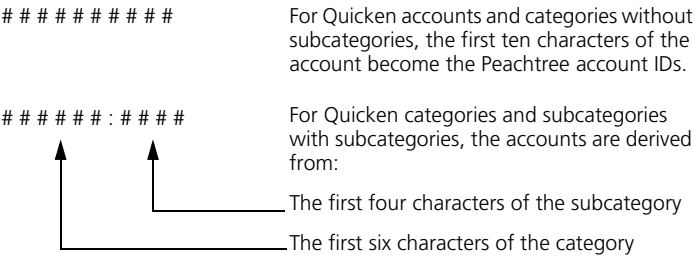 # # # # # # # # # #
For Quicken accounts and categories without
subcategories, the first ten characters of the
account become the Peachtree account IDs.
# # # # # # : # # # #
For Quicken categories and subcategories
with subcategories, the accounts are derived
from:
The first four characters of the subcategory
The first six characters of the category